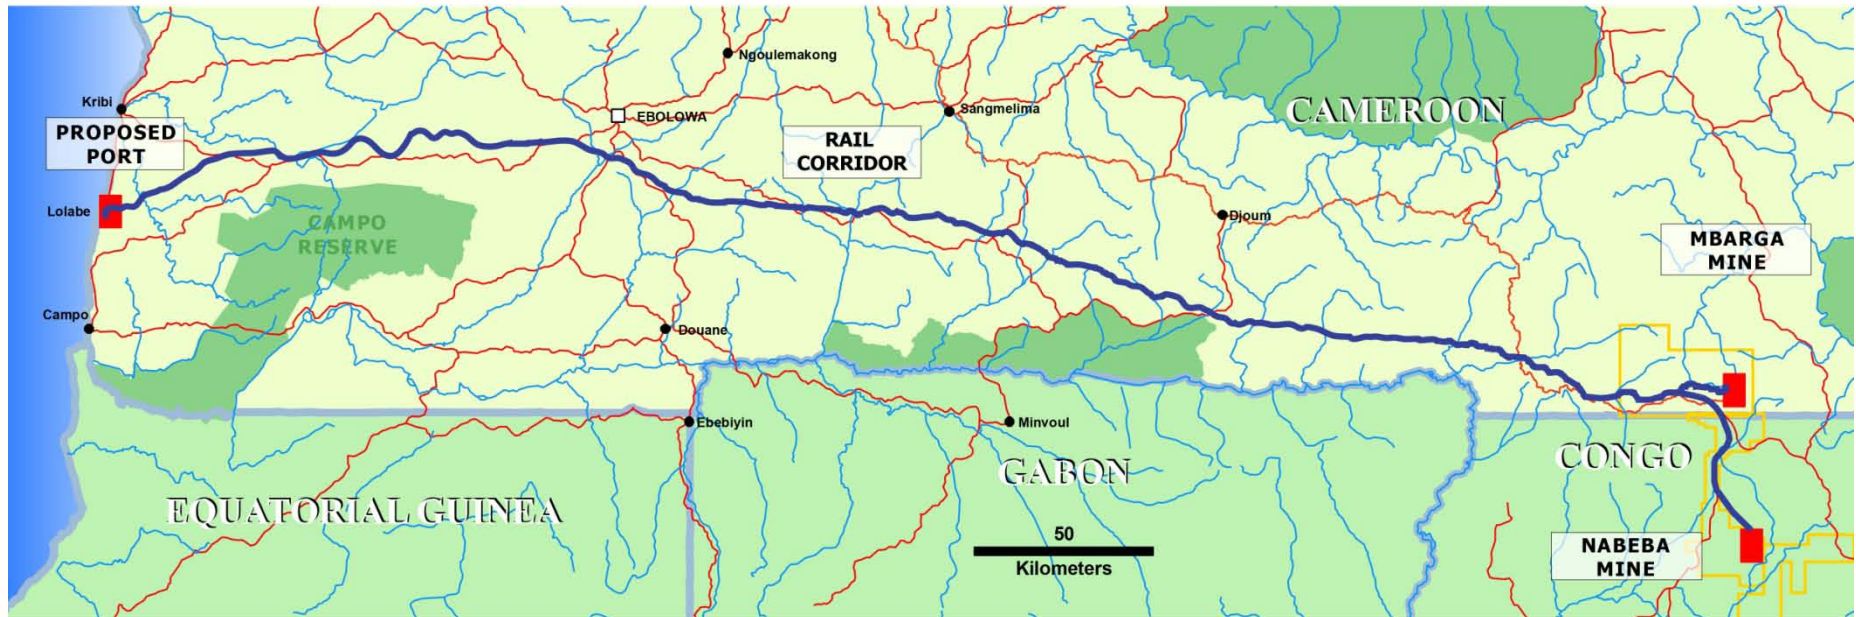 Ngoulemakong
Kribi
EBOLOWA
Sangmelima
CAMEROON
PROPOSED
PORT
RAIL
CORRIDOR
Lolabe
CAMPO
RESERVE
Djoum
MBARGA
MINE
Campo
Douane
Ebebiyin
Minvoul
GABON
CONGO
EQUATORIAL GUINEA
50
Kilometers
NABEBA
MINE